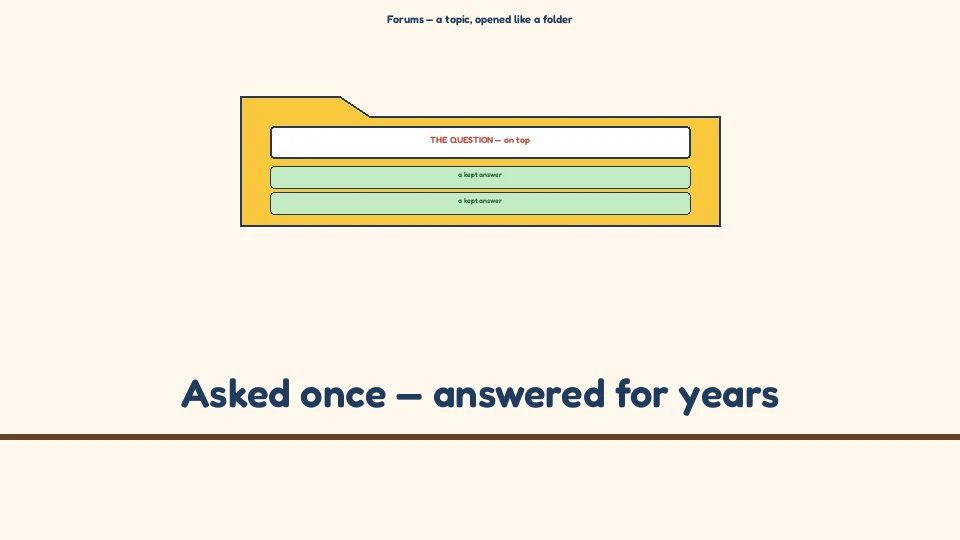 Forums — a topic, opened like a folder
THE QUESTION — on top
a kept answer
a kept answer
Asked once — answered for years